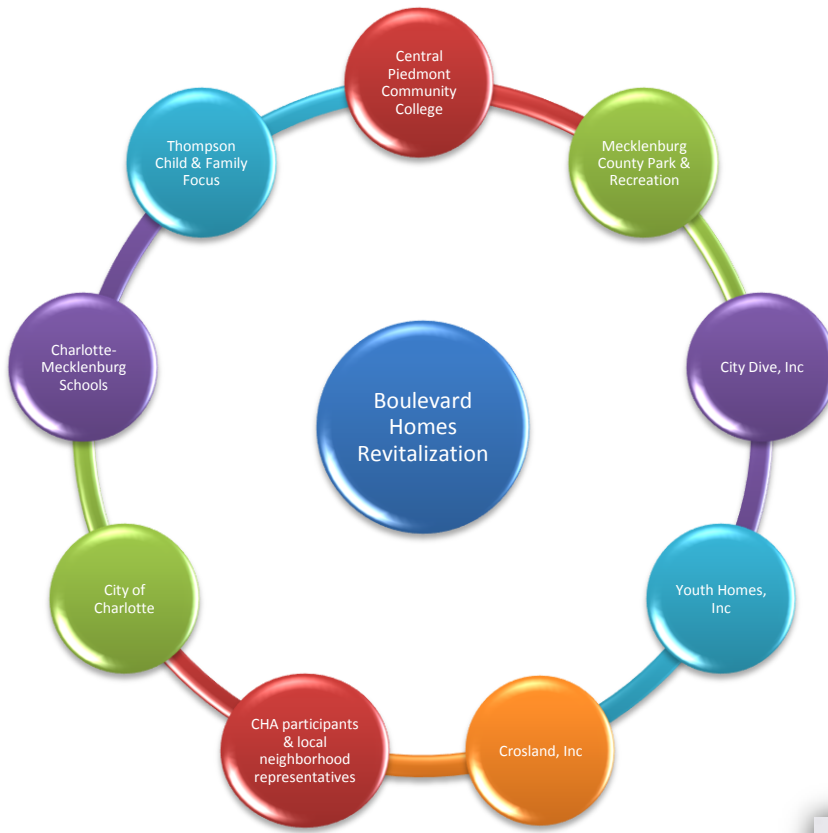 Central
Piedmont
Community
College
Mecklenburg
County Park &
Recreation
City Dive, Inc
Youth Homes,
Inc
Crosland, Inc
CHA participants
& local
neighborhood
representatives
City of
Charlotte
Charlotte-
Mecklenburg
Schools
Thompson
Child & Family
Focus
Boulevard
Homes
Revitalization